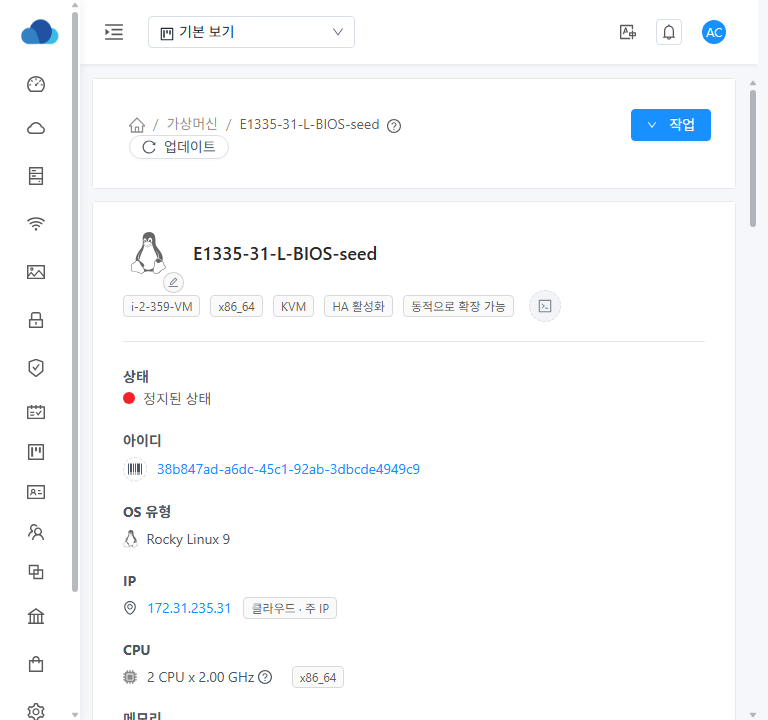 기본 보기
AC
/ 가상머신 / E1335-31-L-BIOS-seed
작업
업데이트
E1335-31-L-BIOS-seed
i-2-359-VM x86_64 KVM HA 활성화 동적으로 확장 가능
상태
정지된 상태
아이디
38b847ad-a6dc-45c1-92ab-3dbcde4949c9
OS 유형
Rocky Linux 9
IP
172.31.235.31 클라우드 · 주 IP
CPU
2 CPU x 2.00 GHz x86_64
메모리